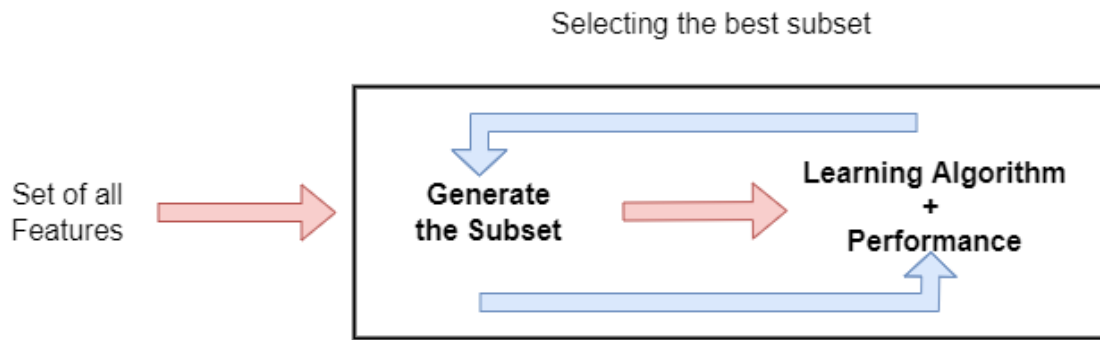 Selecting the best subset
Set of all
Features
Generate
the Subset
Learning Algorithm
+
Performance